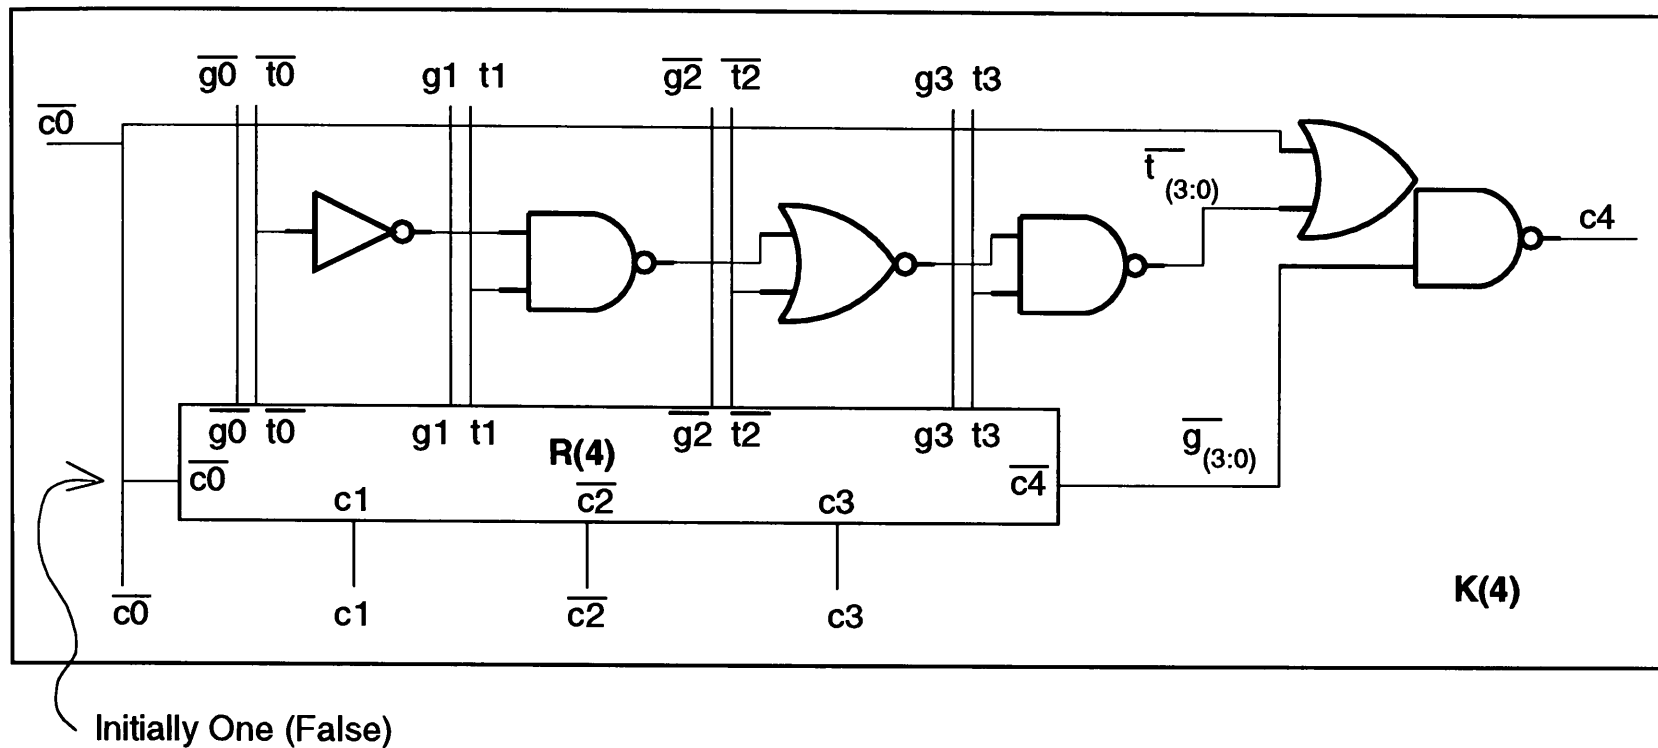 g0̅ t0̅ g1 t1 g2̅ t2̅ g3 t3
c0̅
t̅ (3:0)
c4
g0̅ t0̅ g1 t1 g2̅ t2̅ g3 t3
R(4)
g̅ (3:0)
c0̅ c1 c2̅ c3 c4̅
K(4)
c0̅ c1 c2̅ c3
Initially One (False)